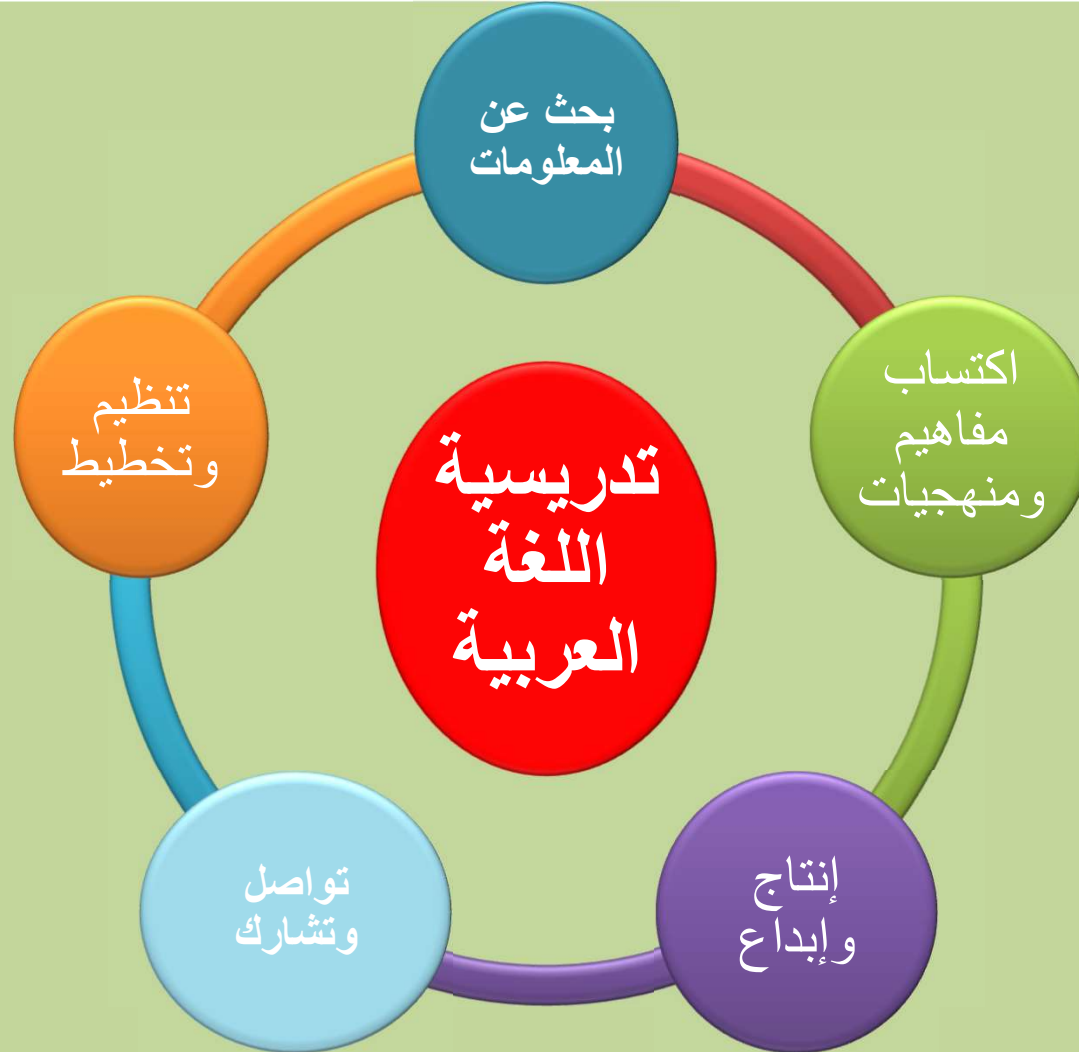 بحث عن
المعلومات
اكتساب
مفاهيم
ومنهجيات
إنتاج
وإبداع
تواصل
وتشارك
تنظيم
وتخطيط
تدريسية
اللغة
العربية